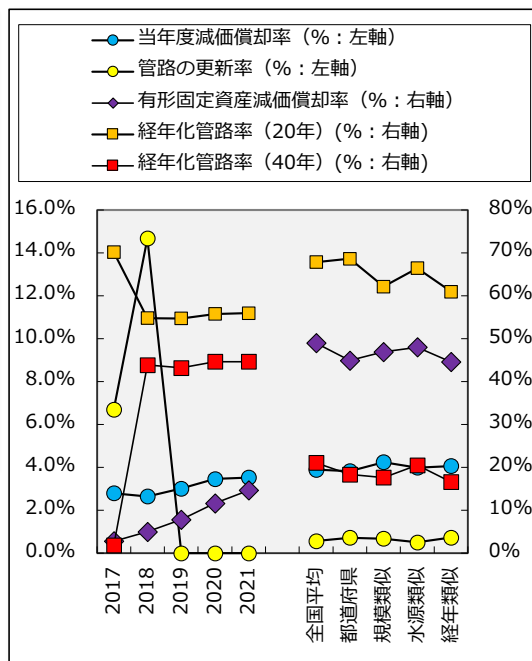 当年度減価償却率（%：左軸）
管路の更新率（%：左軸）
有形固定資産減価償却率（%：右軸）
経年化管路率（20年）(%：右軸)
経年化管路率（40年）(%：右軸)
16.0%
14.0%
12.0%
10.0%
8.0%
6.0%
4.0%
2.0%
0.0%
80%
70%
60%
50%
40%
30%
20%
10%
0%
2017
2018
2019
2020
2021
全国平均
都道府県
規模類似
水源類似
経年類似